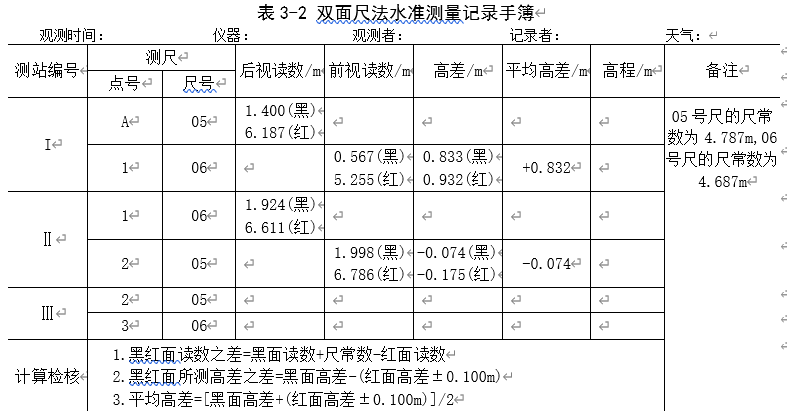 表 3-2 双面尺法水准测量记录手簿
观测时间： 仪器： 观测者： 记录者： 天气：
测站编号 测尺 后视读数/m 前视读数/m 高差/m 平均高差/m 高程/m 备注
点号 尺号
Ⅰ A 05 1.400(黑)
6.187(红)
1 06 0.567(黑) 0.833(黑) +0.832
5.255(红) 0.932(红)
05 号尺的尺常
数为 4.787m,06
号尺的尺常数为
4.687m
Ⅱ 1 06 1.924(黑)
6.611(红)
2 05 1.998(黑) -0.074(黑) -0.074
6.786(红) -0.175(红)
Ⅲ 2 05
3 06
计算检核
1.黑红面读数之差=黑面读数+尺常数-红面读数
2.黑红面所测高差之差=黑面高差-(红面高差±0.100m)
3.平均高差=[黑面高差+(红面高差±0.100m)]/2